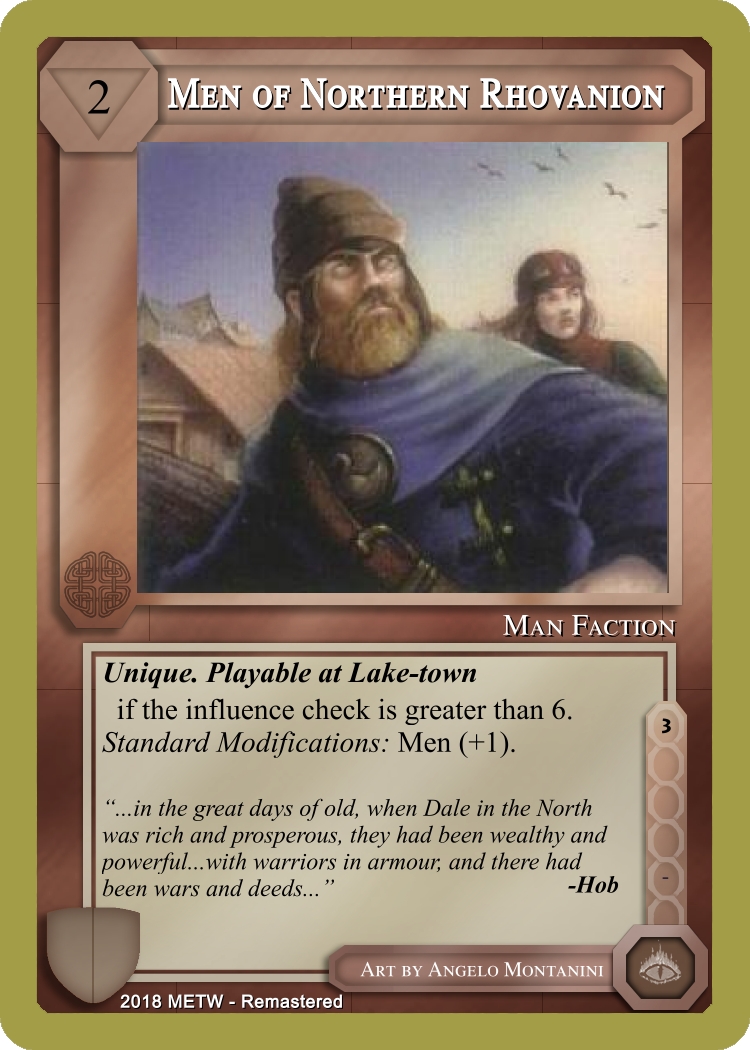 2
Men of Northern Rhovanion
Man Faction
Unique. Playable at Lake-town
if the influence check is greater than 6.
Standard Modifications: Men (+1).
3
“...in the great days of old, when Dale in the North
was rich and prosperous, they had been wealthy and
powerful...with warriors in armour, and there had
been wars and deeds...”
-Hob
-
Art by Angelo Montanini
2018 METW - Remastered